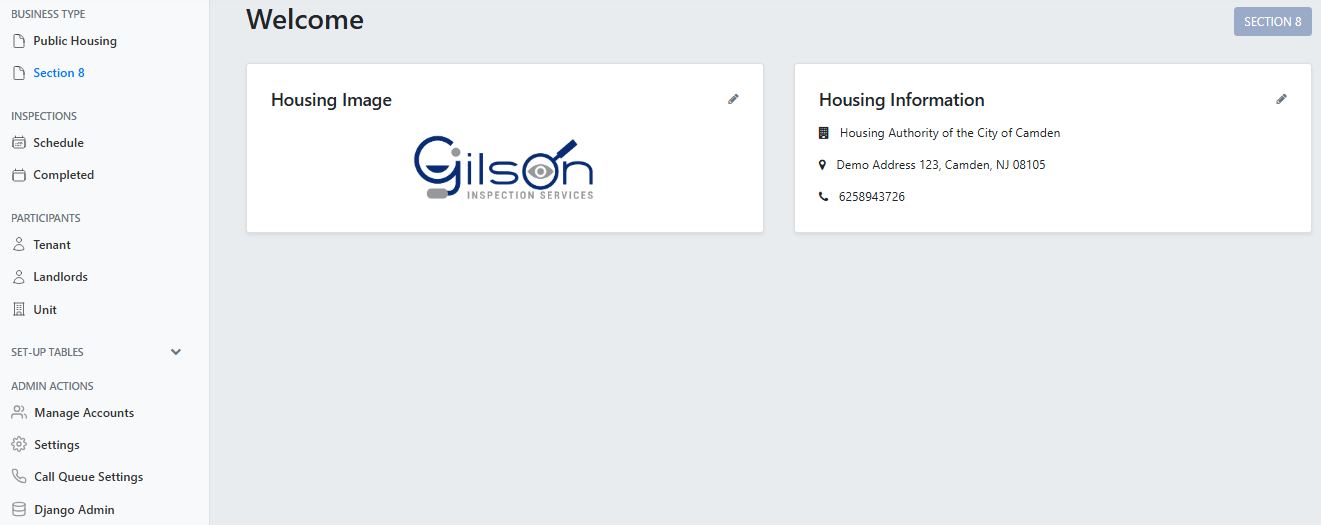 BUSINESS TYPE
Public Housing
Section 8
INSPECTIONS
Schedule
Completed
PARTICIPANTS
Tenant
Landlords
Unit
SET-UP TABLES
ADMIN ACTIONS
Manage Accounts
Settings
Call Queue Settings
Django Admin
Welcome
SECTION 8
Housing Image
Gilson
INSPECTION SERVICES
Housing Information
Housing Authority of the City of Camden
Demo Address 123, Camden, NJ 08105
6258943726